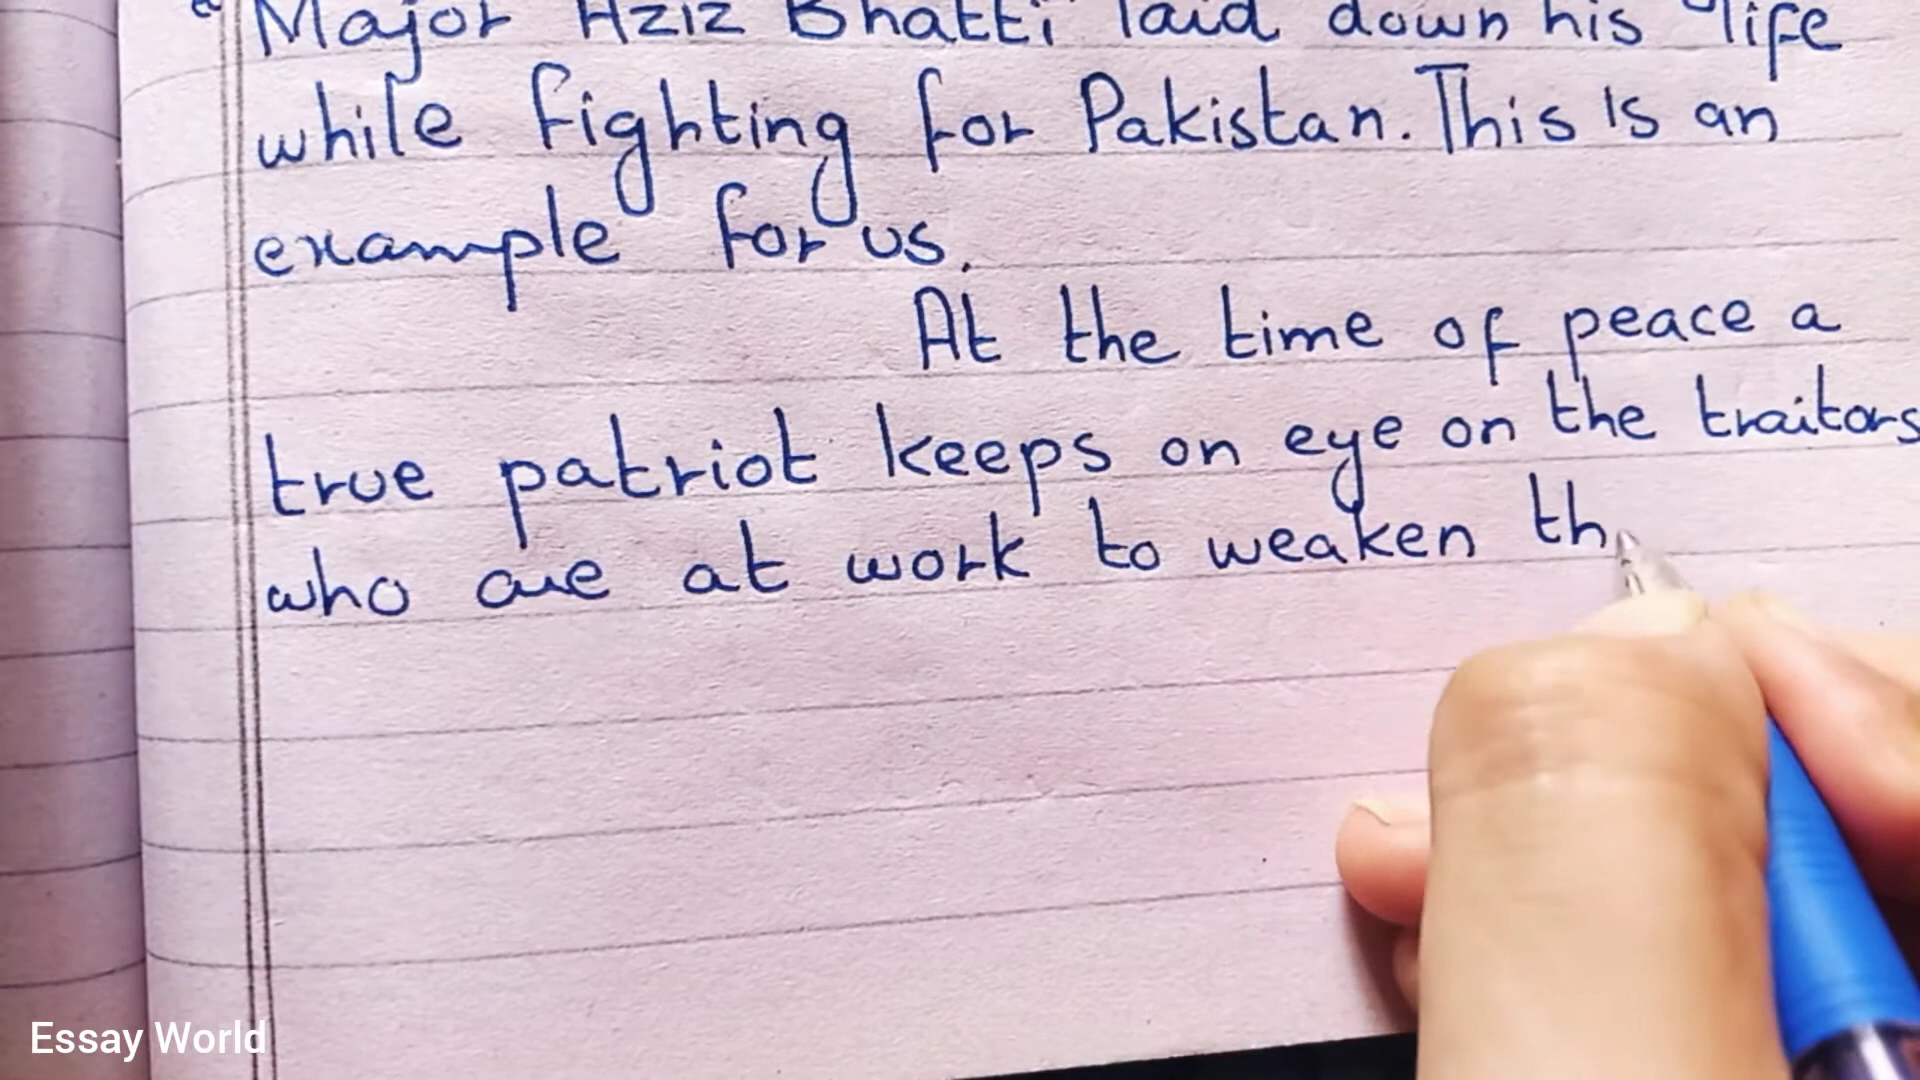 Major Aziz Bhatti laid down his life
while fighting for Pakistan. This is an
example for us.
At the time of peace a
true patriot keeps on eye on the traitors
who are at work to weaken th
Essay World